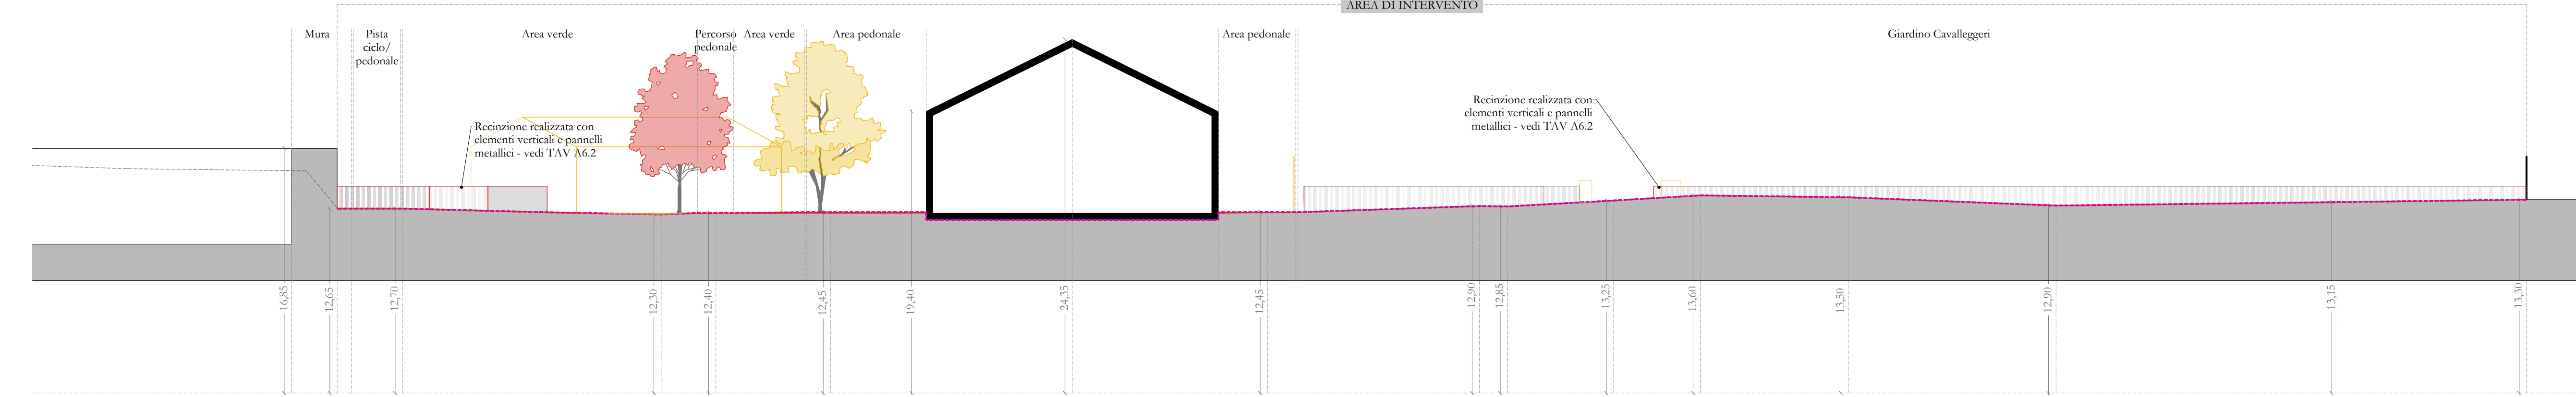 AREA DI INTERVENTO
Mura
Pista
ciclo/
pedonale
Area verde
Percorso
pedonale
Area verde
Area pedonale
Area pedonale
Giardino Cavalleggeri
Recinzione realizzata con
elementi verticali e pannelli
metallici - vedi TAV A6.2
Recinzione realizzata con
elementi verticali e pannelli
metallici - vedi TAV A6.2
16,85
12,65
12,70
12,30
12,40
12,45
19,40
24,35
12,45
12,90
12,85
13,25
13,60
13,50
12,90
13,15
13,30